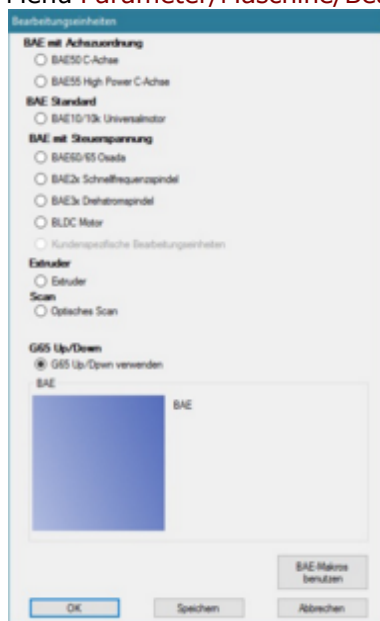 Menü Parameter/Maschine/Bea
Bearbeitungseinheiten
BAE mit Achszuordnung
BAE50 C-Achse
BAE55 High Power C-Achse
BAE Standard
BAE10/10k Universalmotor
BAE mit Steuerspannung
BAE60/65 Osada
BAE2x Schnellfrequenzspindel
BAE3x Drehstromspindel
BLDC Motor
Kundenspezifische Bearbeitungseinheiten
Extruder
Extruder
Scan
Optisches Scan
G65 Up/Down
G65 Up/Down verwenden
BAE
BAE
BAE-Makros
benutzen
OK Speichern Abbrechen